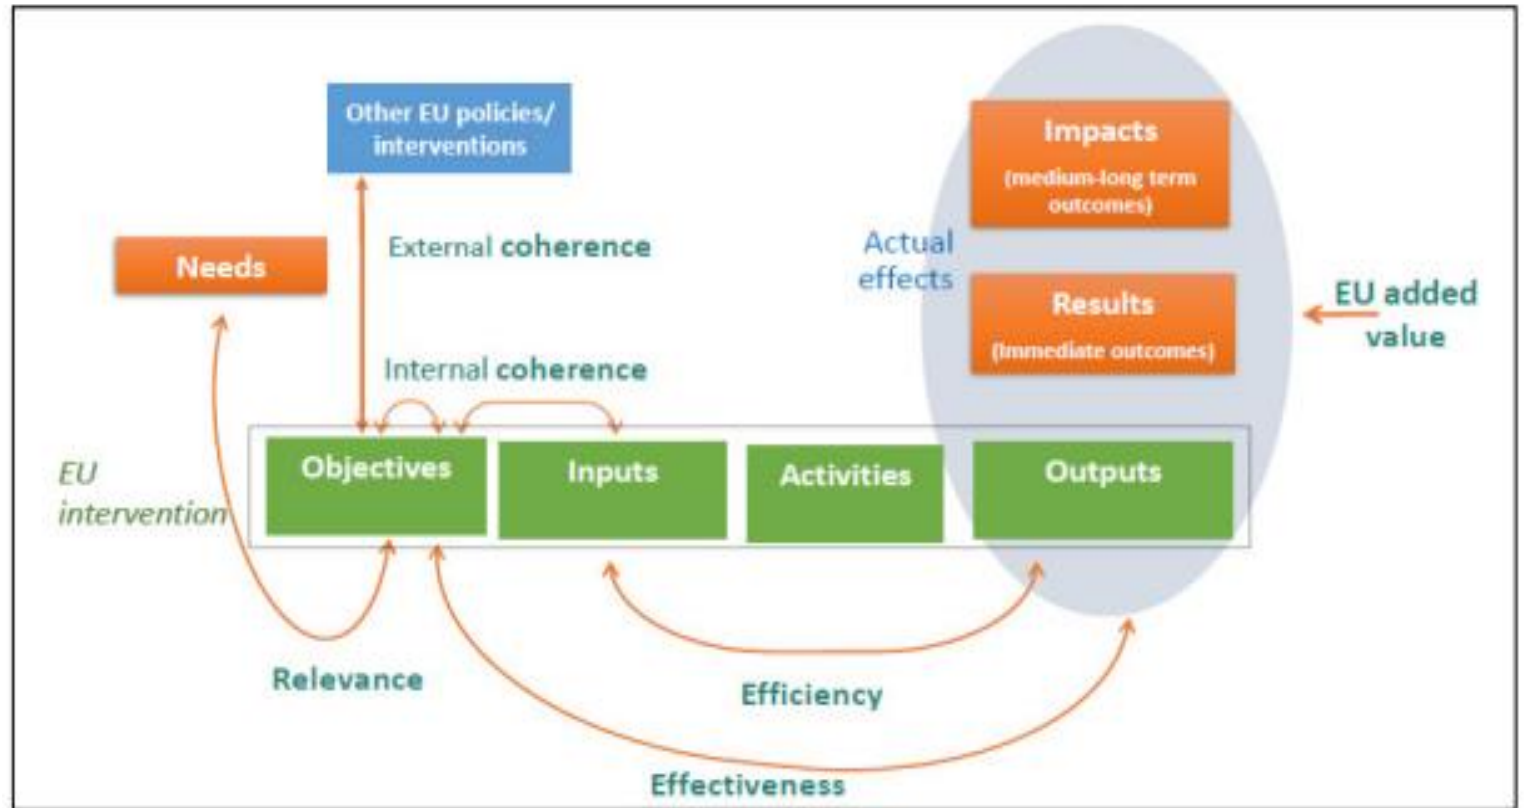 Other EU policies/
interventions
Impacts
(medium-long term
outcomes)
Needs
External coherence
Actual
effects
Results
(Immediate outcomes)
EU added
value
Internal coherence
EU
intervention
Objectives
Inputs
Activities
Outputs
Relevance
Efficiency
Effectiveness